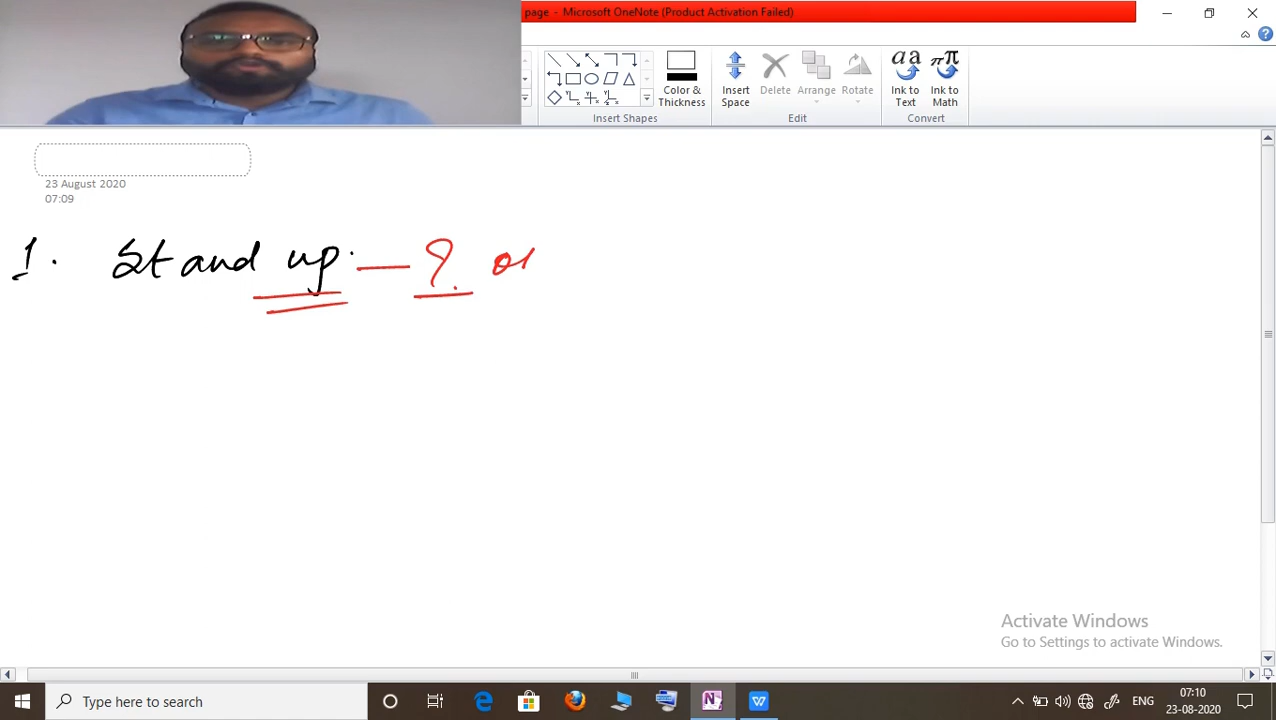 page - Microsoft OneNote (Product Activation Failed)
Color & Thickness
Insert Space
Delete
Arrange
Rotate
Ink to Text
Ink to Math
Insert Shapes
Edit
Convert
23 August 2020
07:09
1. Stand up. — ? or
Activate Windows
Go to Settings to activate Windows.
Type here to search
ENG
07:10
23-08-2020